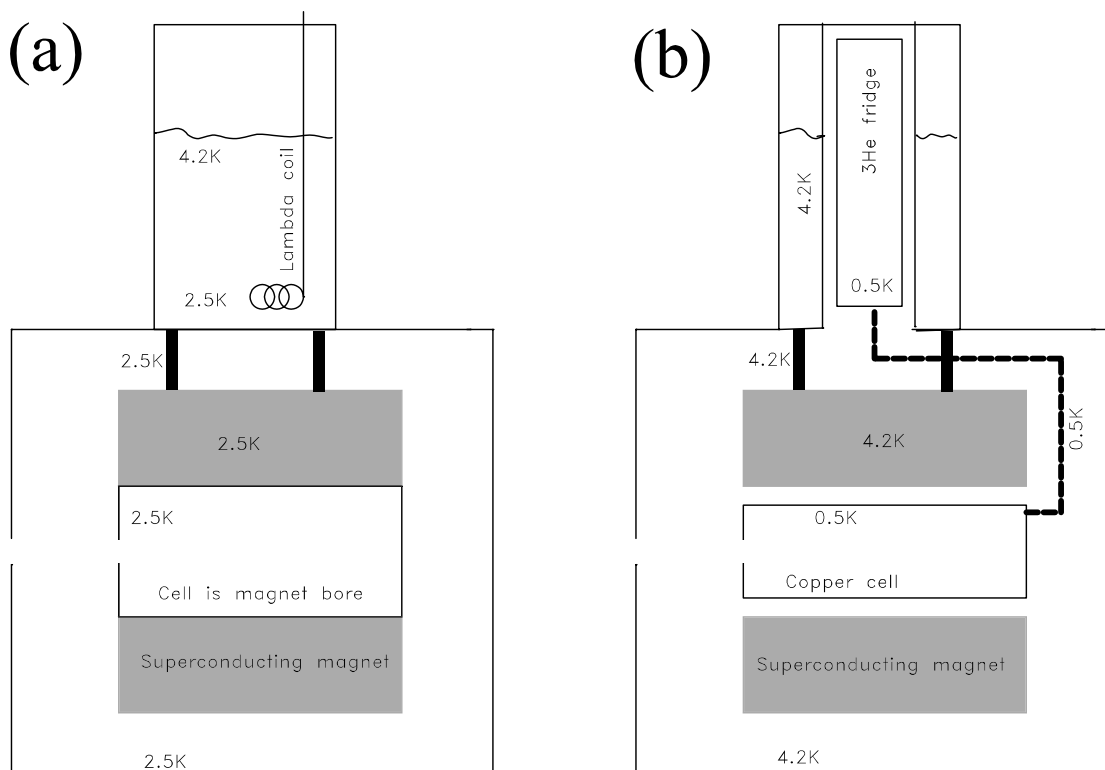 (a)
4.2K
Lambda coil
2.5K
2.5K
2.5K
2.5K
Cell is magnet bore
Superconducting magnet
2.5K
(b)
3He fridge
4.2K
0.5K
4.2K
4.2K
0.5K
0.5K
Copper cell
Superconducting magnet
4.2K